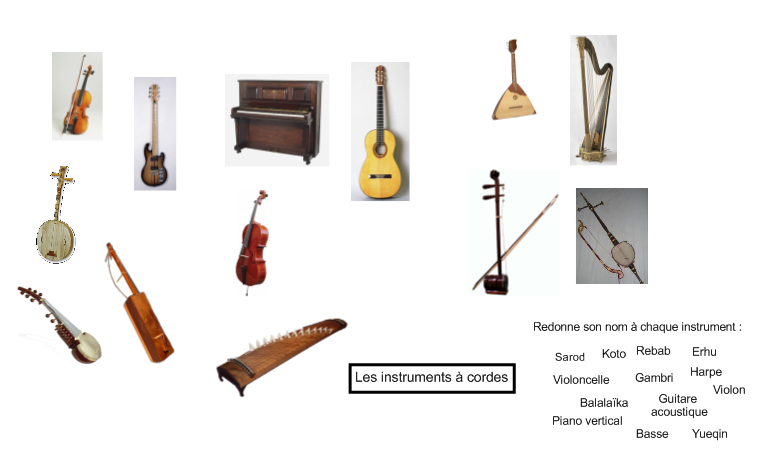 Redonne son nom à chaque instrument :
Sarod Koto Rebab Erhu
Violoncelle Gambri Harpe
Violon
Balalaïka Guitare
acoustique
Piano vertical
Basse Yueqin
Les instruments à cordes